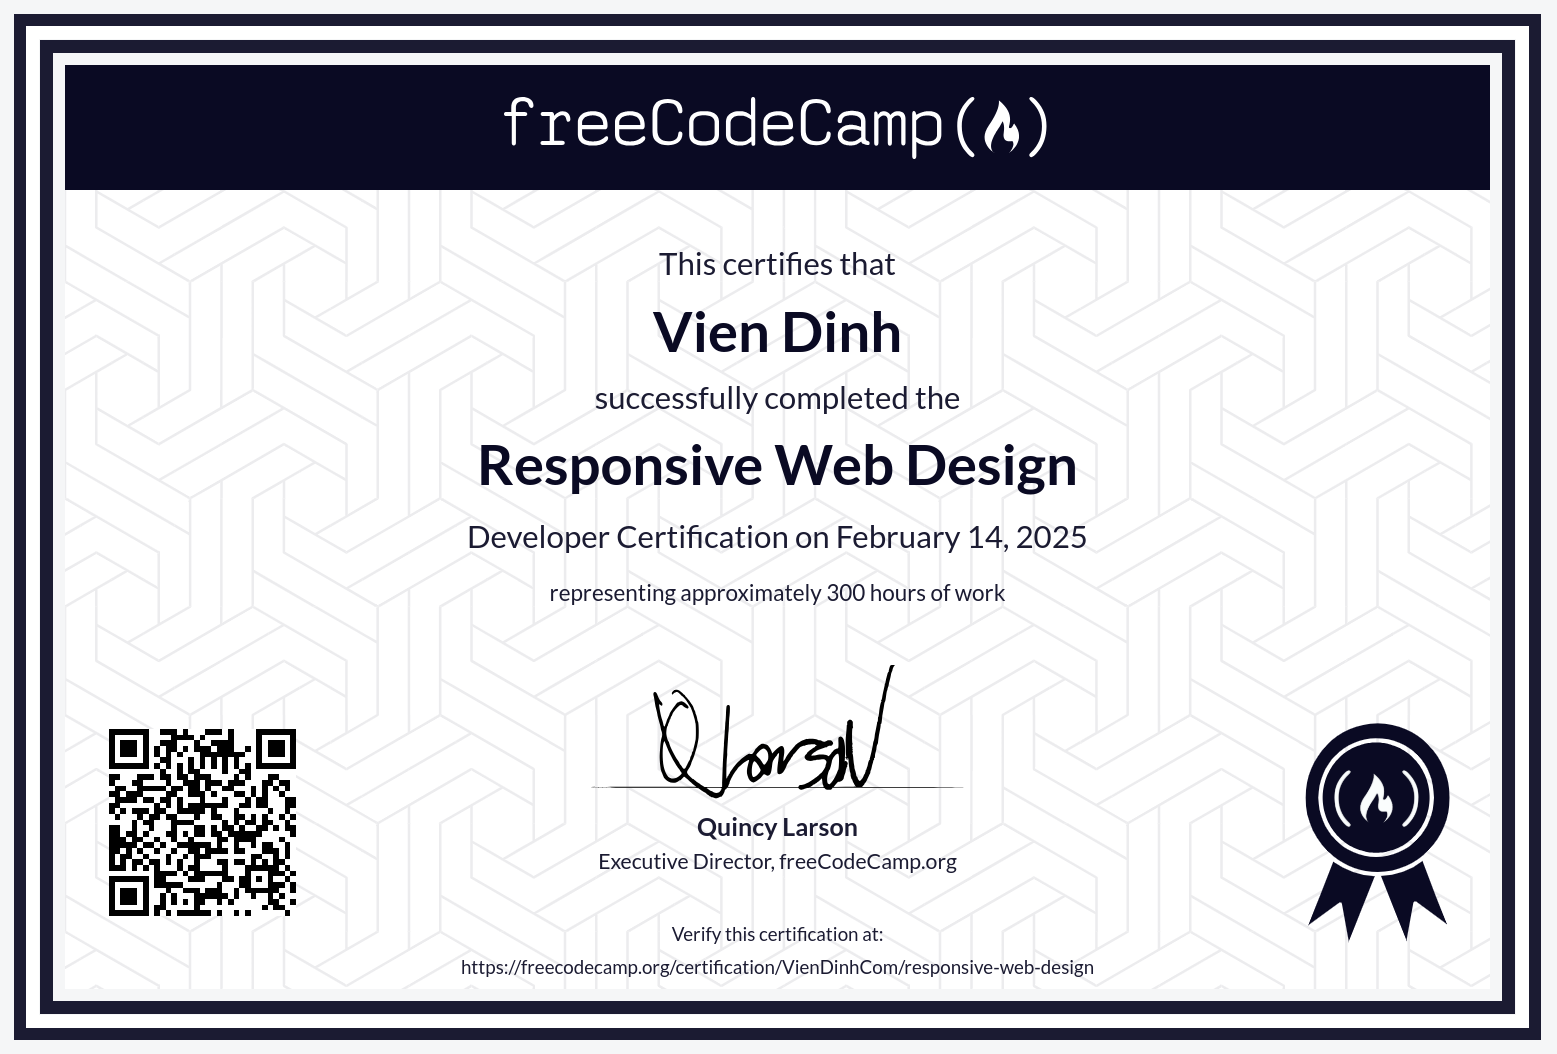 freeCodeCamp
This certifies that
Vien Dinh
successfully completed the
Responsive Web Design
Developer Certification on February 14, 2025
representing approximately 300 hours of work
Quincy Larson
Executive Director, freeCodeCamp.org
Verify this certification at:
https://freecodecamp.org/certification/VienDinhCom/responsive-web-design